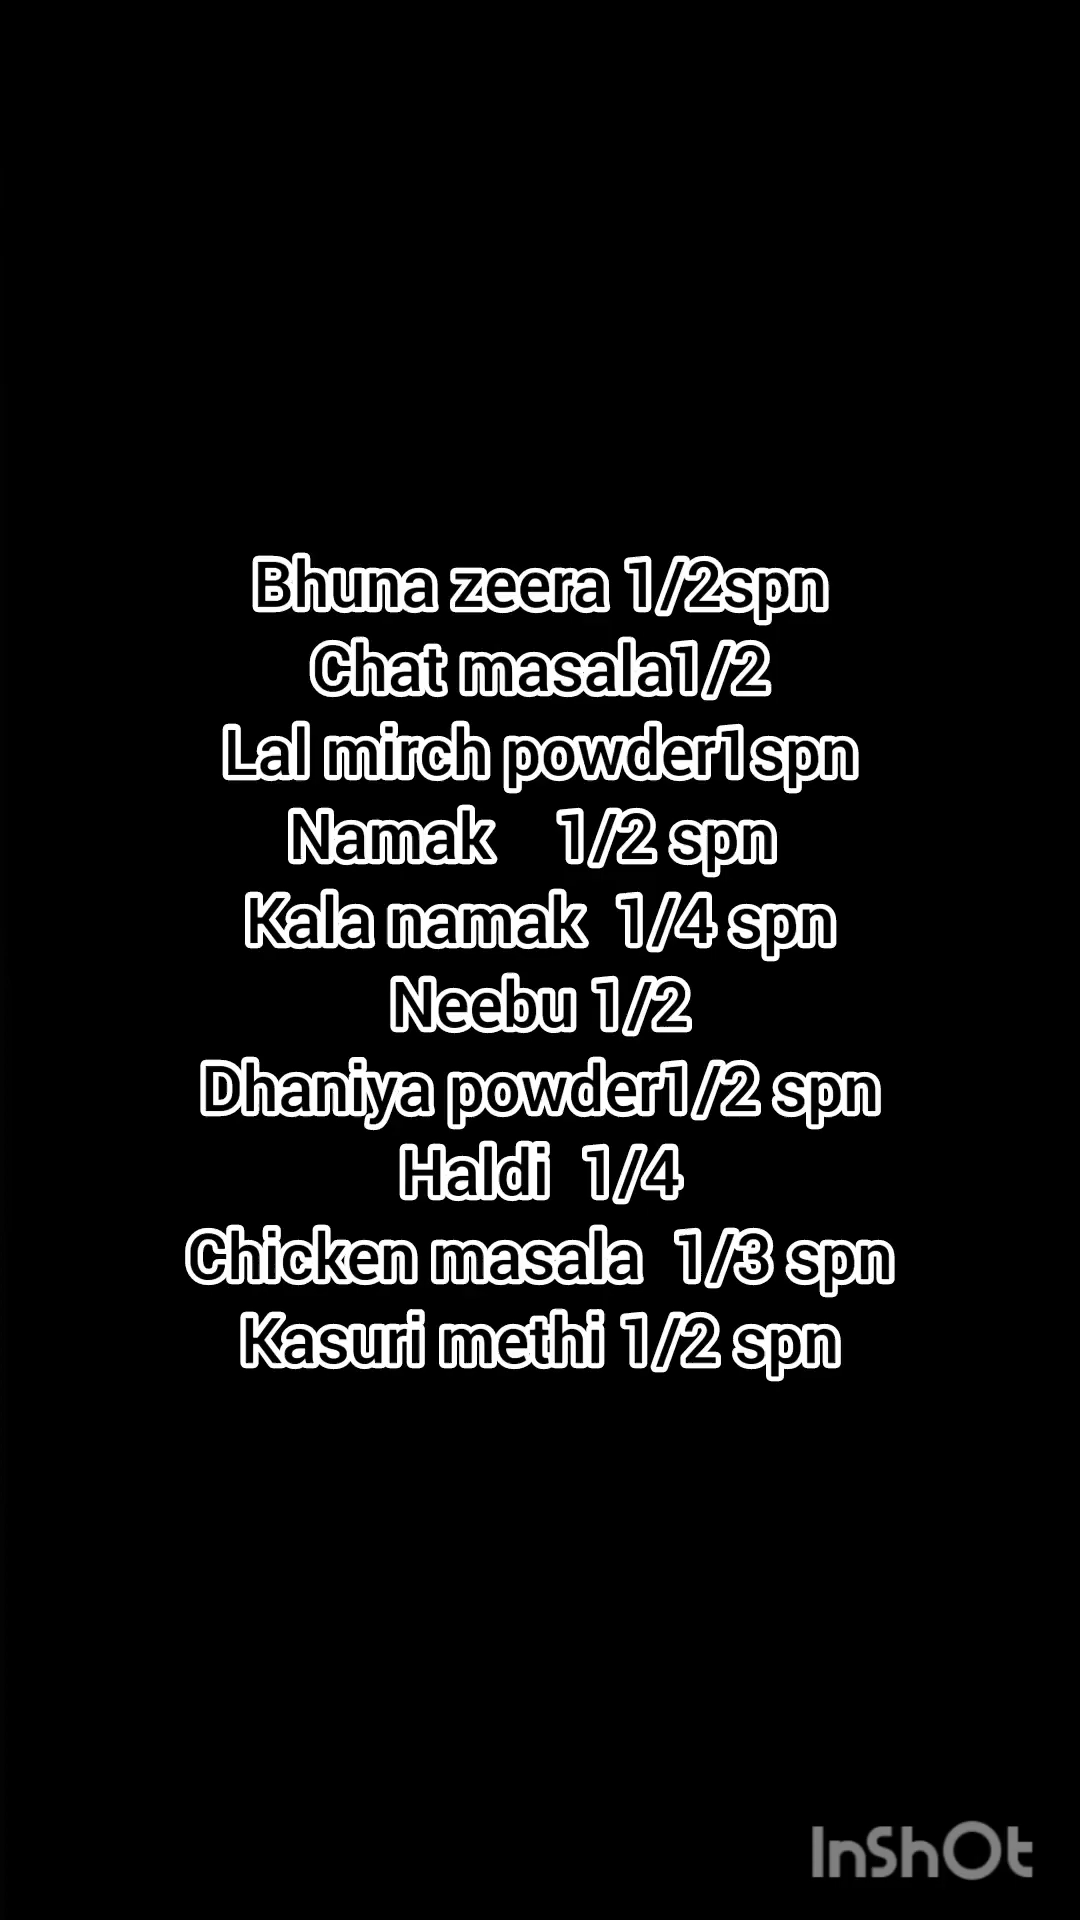 Bhuna zeera 1/2spn
Chat masala1/2
Lal mirch powder1spn
Namak    1/2 spn
Kala namak  1/4 spn
Neebu 1/2
Dhaniya powder1/2 spn
Haldi  1/4
Chicken masala  1/3 spn
Kasuri methi 1/2 spn
InShOt